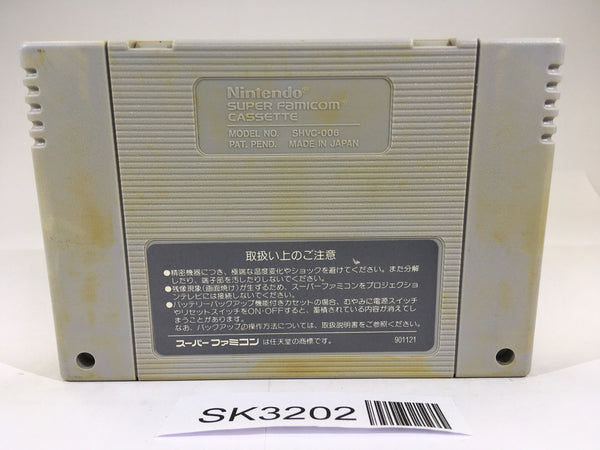 Nintendo
SUPER FAMICOM
CASSETTE
MODEL NO. SHVC-006
PAT. PEND. MADE IN JAPAN
取扱い上のご注意
●精密機器につき、極端な温度変化やショックを避けてください。また分解
したり、端子部を汚したりしないでください。
●残像現象(画面焼け)が生ずるため、スーパーファミコンをプロジェクション
テレビには接続しないでください。
●バッテリーバックアップ機能付きカセットの場合、むやみに電源スイッチ
やリセットスイッチをON・OFFすると、蓄積されている内容が消えてし
まうことがあります。
なお、バックアップの操作方法については、取扱説明書をご参照ください。
スーパーファミコンは任天堂の商標です。 901121
SK3202